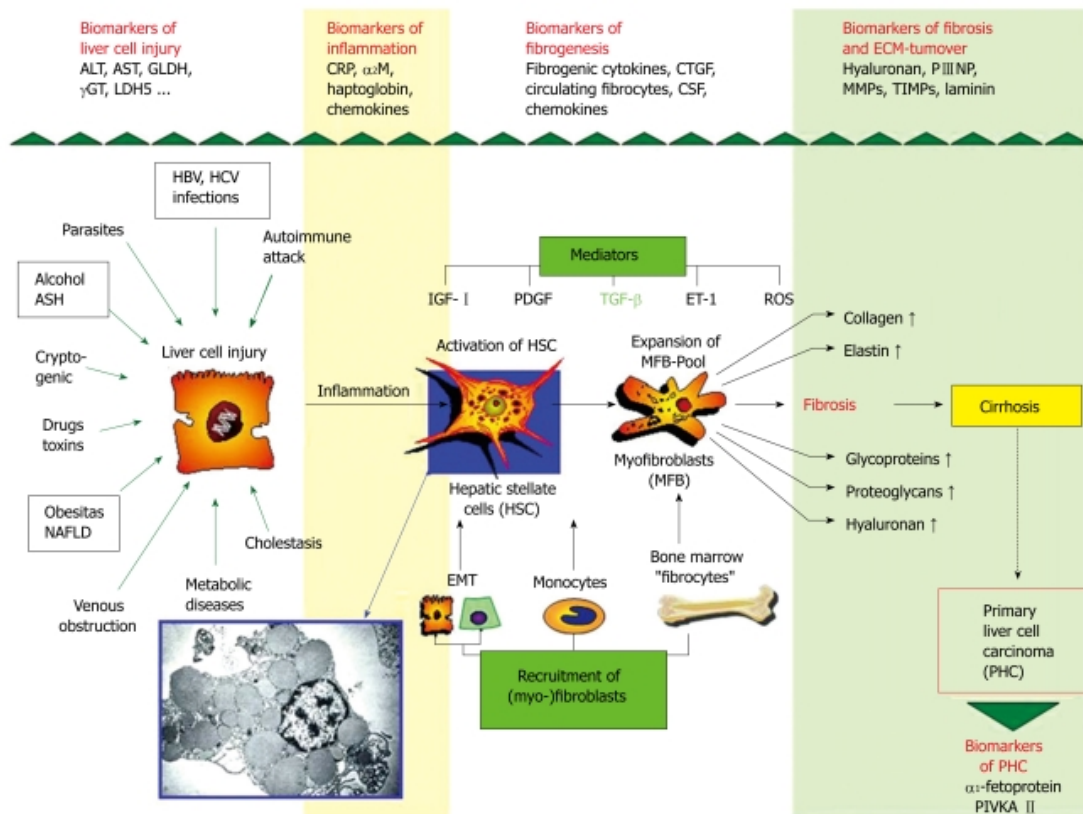 Biomarkers of
liver cell injury
ALT, AST, GLDH,
γGT, LDH5 ...
Biomarkers of
inflammation
CRP, α₂M,
haptoglobin,
chemokines
Biomarkers of
fibrogenesis
Fibrogenic cytokines, CTGF,
circulating fibrocytes, CSF,
chemokines
Biomarkers of fibrosis
and ECM-tumover
Hyaluronan, PⅢNP,
MMPs, TIMPs, laminin
HBV, HCV
infections
Parasites
Autoimmune
attack
Alcohol
ASH
Crypto-
genic
Drugs
toxins
Obesitas
NAFLD
Venous
obstruction
Metabolic
diseases
Cholestasis
Liver cell injury
Inflammation
Mediators
IGF-Ⅰ
PDGF
TGF-β
ET-1
ROS
Activation of HSC
Hepatic stellate
cells (HSC)
Expansion of
MFB-Pool
Myofibroblasts
(MFB)
EMT
Monocytes
Bone marrow
"fibrocytes"
Recruitment of
(myo-)fibroblasts
Collagen ↑
Elastin ↑
Fibrosis
Cirrhosis
Glycoproteins ↑
Proteoglycans ↑
Hyaluronan ↑
Primary
liver cell
carcinoma
(PHC)
Biomarkers
of PHC
α₁-fetoprotein
PIVKA Ⅱ